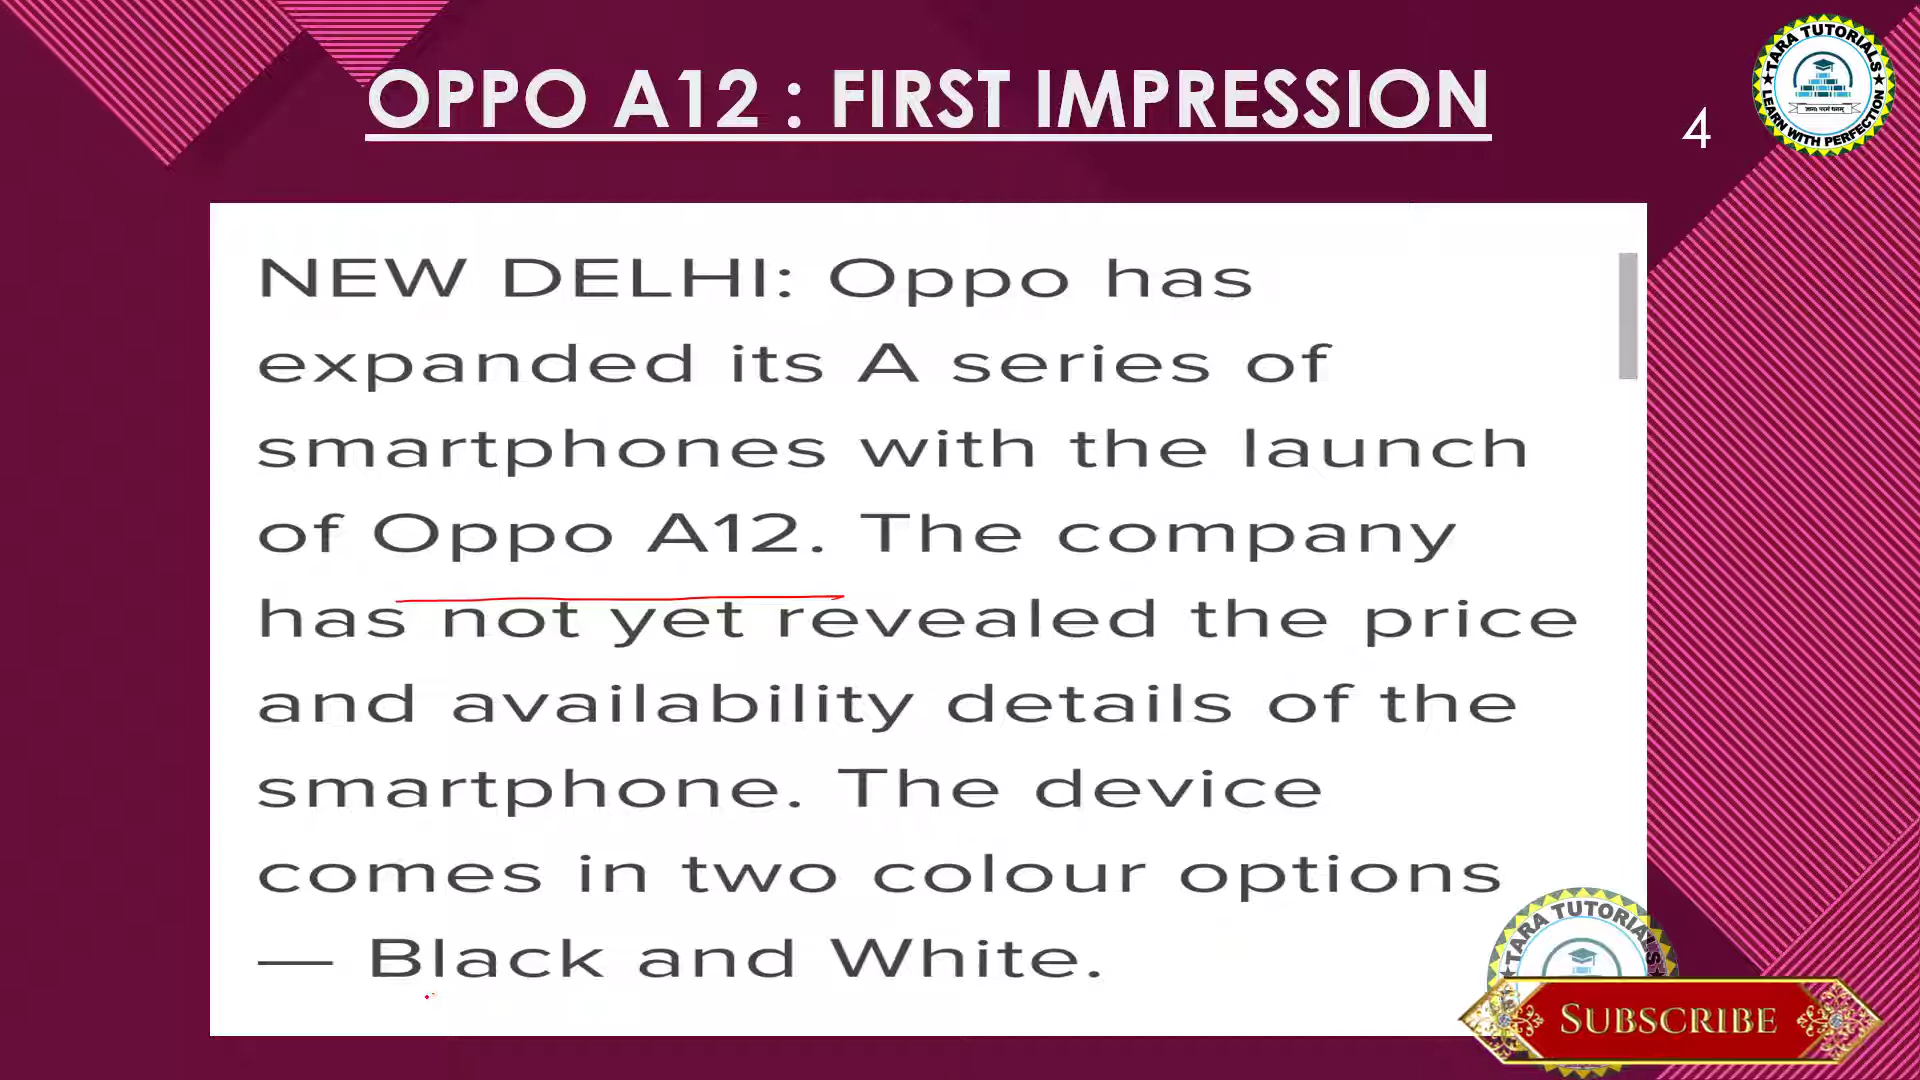 OPPO A12 : FIRST IMPRESSION
4
TARA TUTORIALS
LEARN WITH PERFECTION
NEW DELHI: Oppo has
expanded its A series of
smartphones with the launch
of Oppo A12. The company
has not yet revealed the price
and availability details of the
smartphone. The device
comes in two colour options
— Black and White.
TARA TUTORIALS
SUBSCRIBE